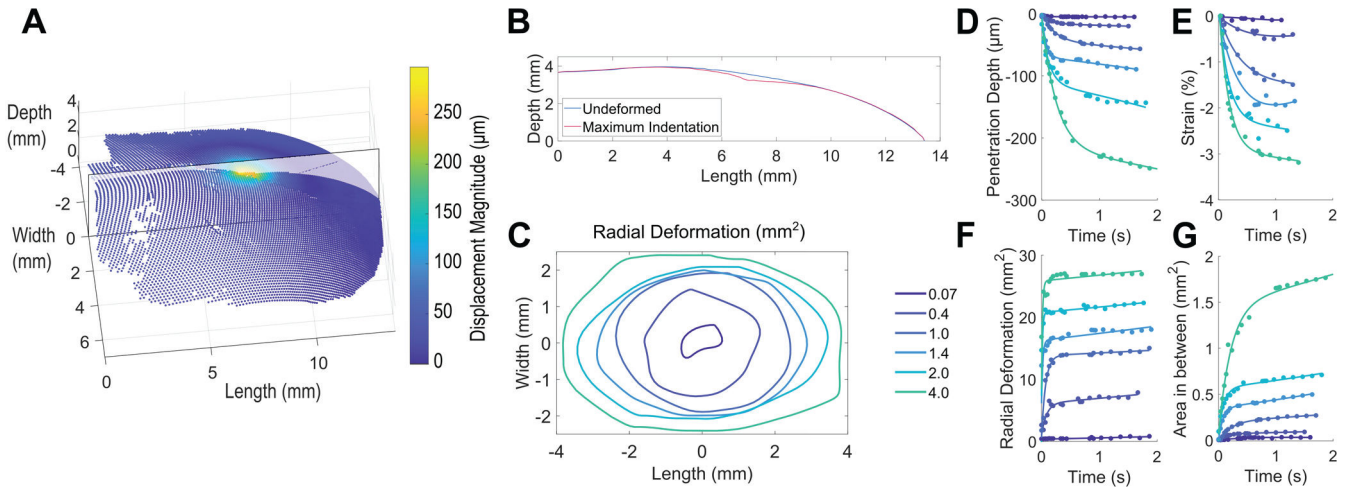 A
Depth
(mm)
4
2
0
-4
-2
0
2
4
6
Width
(mm)
0
5
10
Length (mm)
250
200
150
100
50
0
Displacement Magnitude (µm)
B
Depth (mm)
4
2
0
Undeformed
Maximum Indentation
0
2
4
6
8
10
12
14
Length (mm)
C
Radial Deformation (mm²)
Width (mm)
2
1
0
-1
-2
-4
-2
0
2
4
Length (mm)
0.07
0.4
1.0
1.4
2.0
4.0
D
Penetration Depth (µm)
0
-100
-200
-300
0
1
2
Time (s)
E
Strain (%)
0
-1
-2
-3
-4
0
1
2
Time (s)
F
Radial Deformation (mm²)
30
20
10
0
0
1
2
Time (s)
G
Area in between (mm²)
2
1.5
1
0.5
0
0
1
2
Time (s)